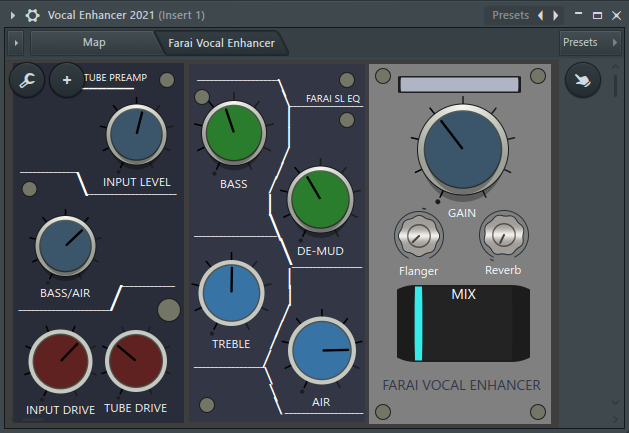 Vocal Enhancer 2021 (Insert 1)
Presets
Map
Farai Vocal Enhancer
Presets
TUBE PREAMP
INPUT LEVEL
BASS/AIR
INPUT DRIVE
TUBE DRIVE
FARAI SL EQ
BASS
DE-MUD
TREBLE
AIR
GAIN
Flanger
Reverb
MIX
FARAI VOCAL ENHANCER